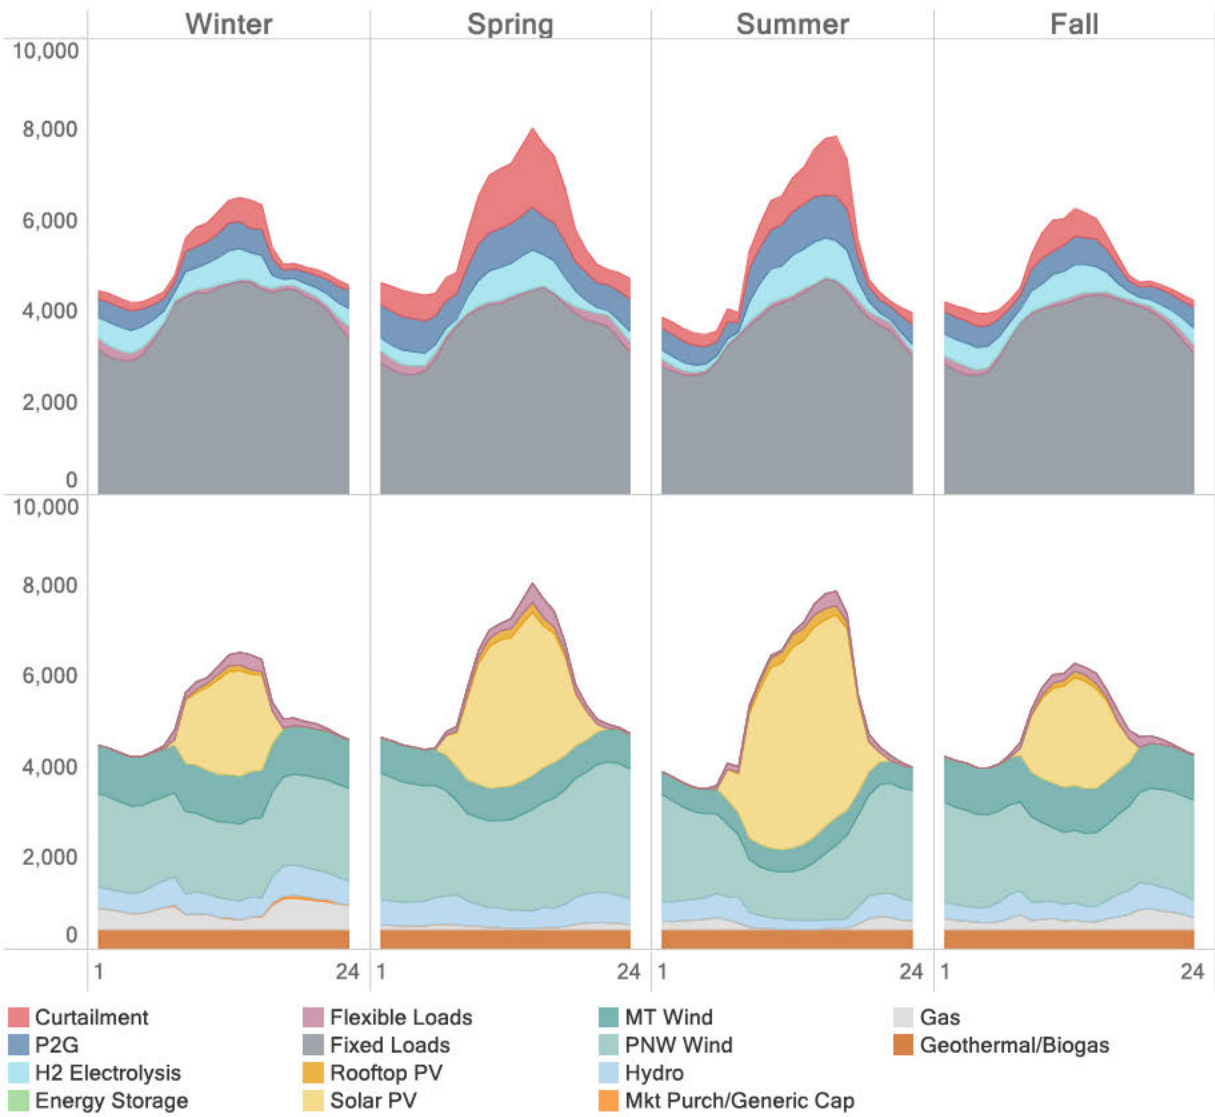 Winter Spring Summer Fall
10,000
8,000
6,000
4,000
2,000
0
10,000
8,000
6,000
4,000
2,000
0
1 24 1 24 1 24 1 24
Curtailment Flexible Loads MT Wind Gas
P2G Fixed Loads PNW Wind Geothermal/Biogas
H2 Electrolysis Rooftop PV Hydro
Energy Storage Solar PV Mkt Purch/Generic Cap